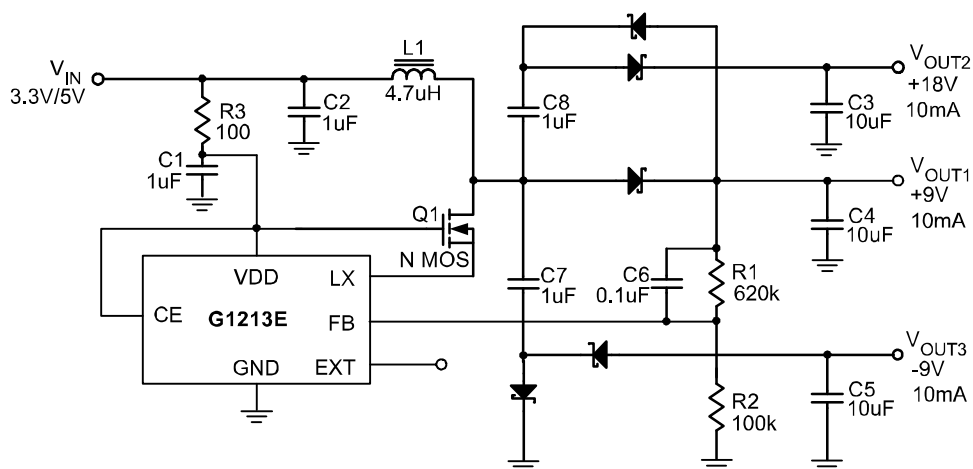 L1
4.7uH
VIN
3.3V/5V
R3
100
C2
1uF
C1
1uF
C8
1uF
C3
10uF
VOUT2
+18V
10mA
VOUT1
+9V
10mA
C4
10uF
Q1
N MOS
VDD
LX
CE
G1213E
FB
GND
EXT
C7
1uF
C6
0.1uF
R1
620k
VOUT3
-9V
10mA
C5
10uF
R2
100k